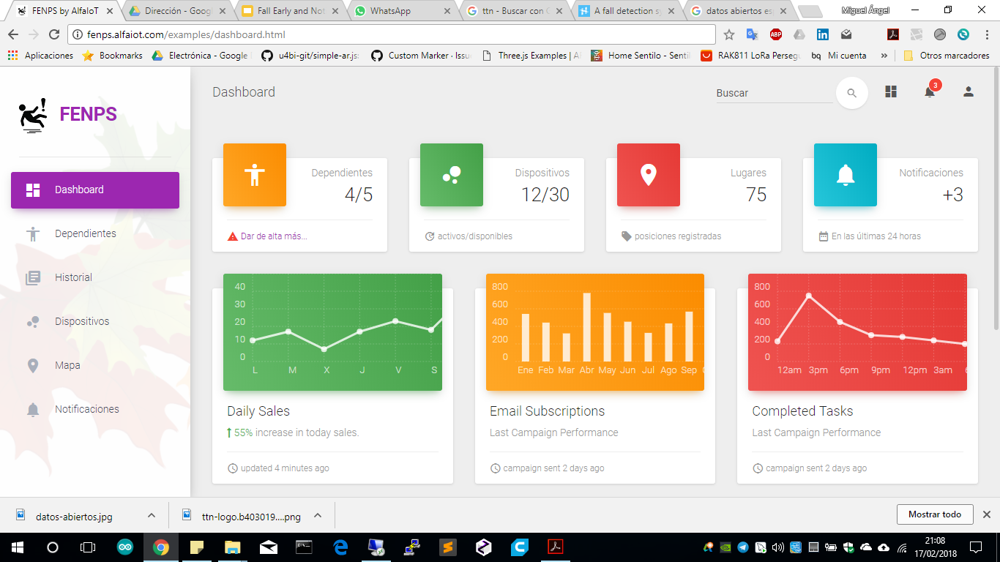 FENPS by AlfaIoT
Dirección - Googl
Fall Early and Noti
WhatsApp
ttn - Buscar con G
A fall detection sy
datos abiertos esp
Miguel Ángel
fenps.alfaiot.com/examples/dashboard.html
Aplicaciones
Bookmarks
Electrónica - Google
u4bi-git/simple-ar.js:
Custom Marker · Issu
Three.js Examples | A
Home Sentilo - Sentil
RAK811 LoRa Perseg
bq Mi cuenta
»
Otros marcadores
FENPS
Dashboard
Dependientes
Historial
Dispositivos
Mapa
Notificaciones
Dashboard
Buscar
3
Dependientes
4/5
Dar de alta más...
Dispositivos
12/30
activos/disponibles
Lugares
75
posiciones registradas
Notificaciones
+3
En las últimas 24 horas
40
30
20
10
0
L M X J V S
Daily Sales
55% increase in today sales.
updated 4 minutes ago
800
600
400
200
0
Ene Feb Mar Abr May Jun Jul Ago Sep
Email Subscriptions
Last Campaign Performance
campaign sent 2 days ago
800
600
400
200
0
12am 3pm 6pm 9pm 12pm 3am
Completed Tasks
Last Campaign Performance
campaign sent 2 days ago
datos-abiertos.jpg
ttn-logo.b403019....png
Mostrar todo
21:08
17/02/2018